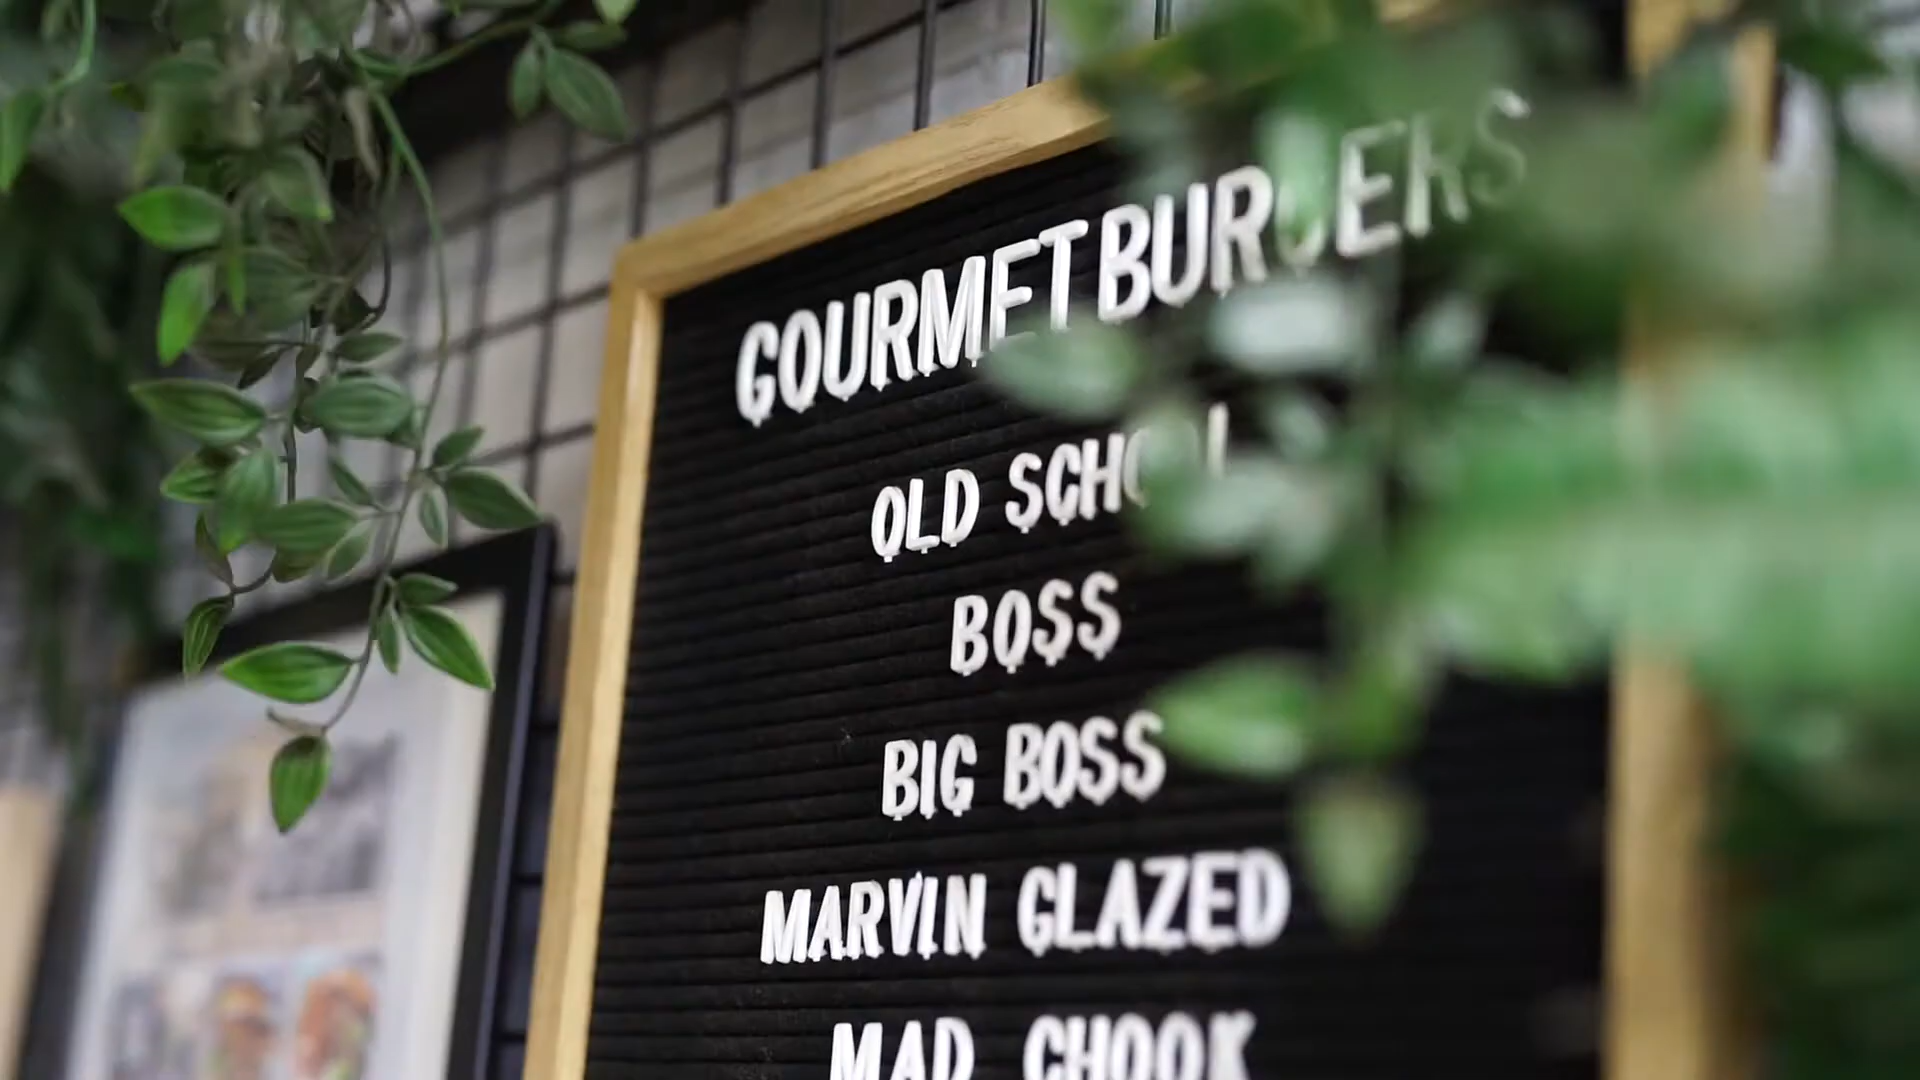 GOURMET BURGERS
OLD SCHOOL
BOSS
BIG BOSS
MARVIN GLAZED
MAD CHOOK